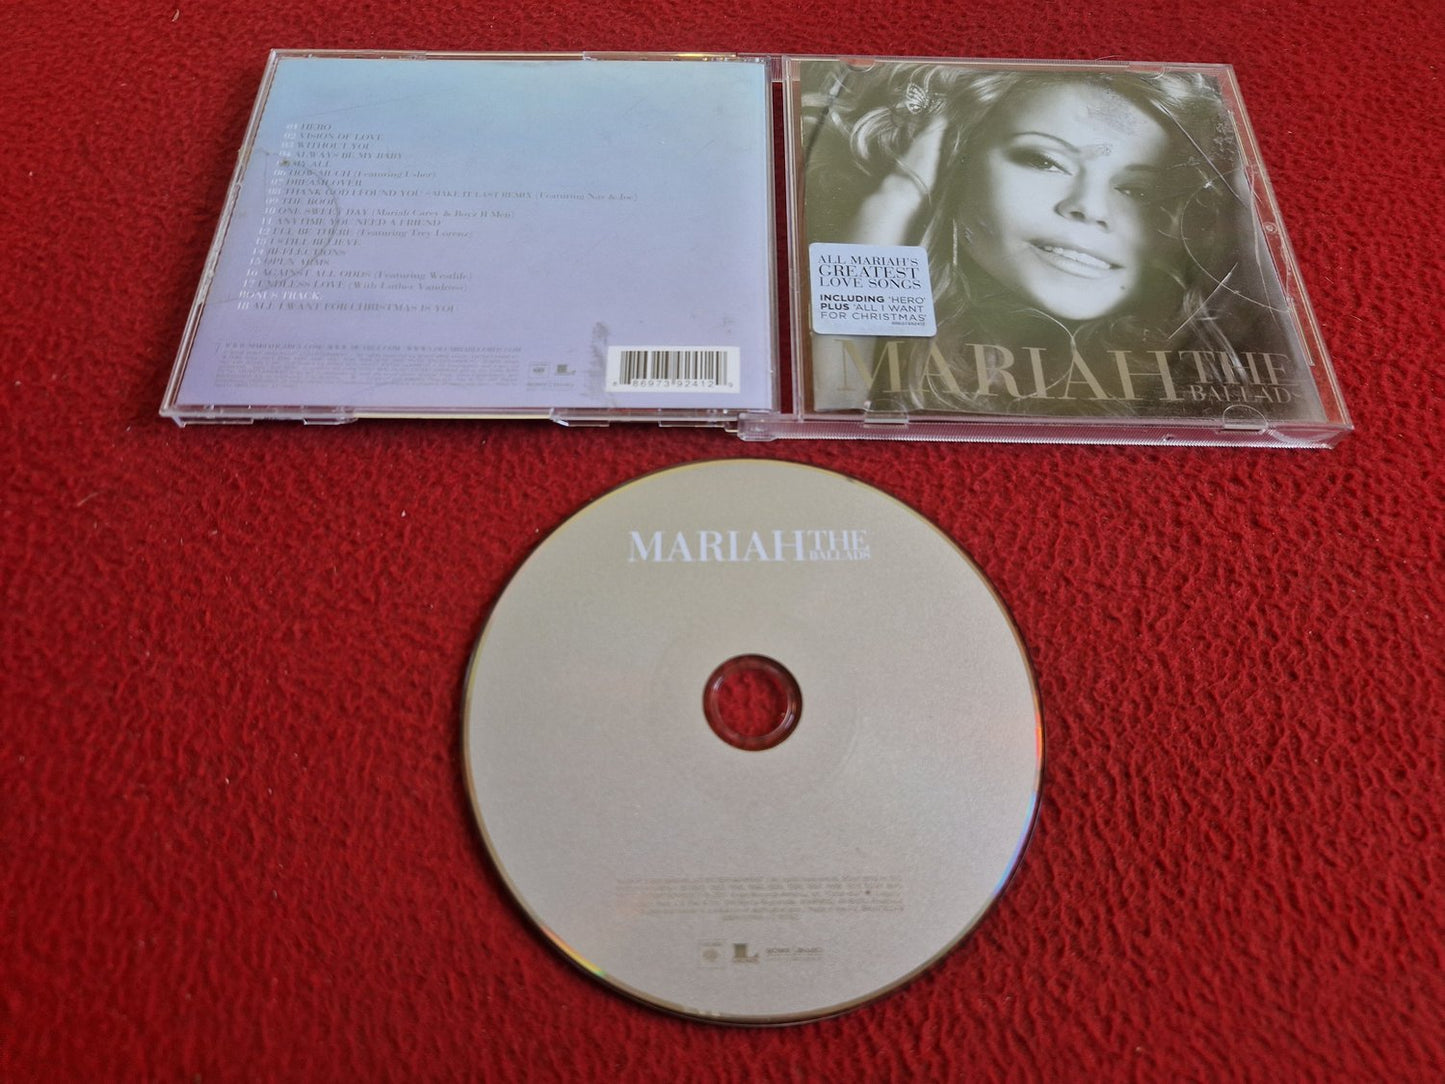 01 HERO
02 VISION OF LOVE
03 WITHOUT YOU
04 ALWAYS BE MY BABY
MY ALL
06 HOW MUCH (Featuring Usher)
07 DREAMLOVER
08 THANK GOD I FOUND YOU - MAKE IT LAST REMIX (Featuring Nas & Joe)
09 THE ROOF
10 ONE SWEET DAY (Mariah Carey & Boyz II Men)
11 ANYTIME YOU NEED A FRIEND
12 I'LL BE THERE (Featuring Trey Lorenz)
13 I STILL BELIEVE
14 REFLECTIONS
15 OPEN ARMS
16 AGAINST ALL ODDS (Featuring Westlife)
17 ENDLESS LOVE (With Luther Vandross)
BONUS TRACK:
18 ALL I WANT FOR CHRISTMAS IS YOU
8 86973 92412 9
ALL MARIAH'S
GREATEST
LOVE SONGS
INCLUDING 'HERO'
PLUS 'ALL I WANT
FOR CHRISTMAS'
88697392412
MARIAH THE
BALLADS
MARIAH THE
BALLADS